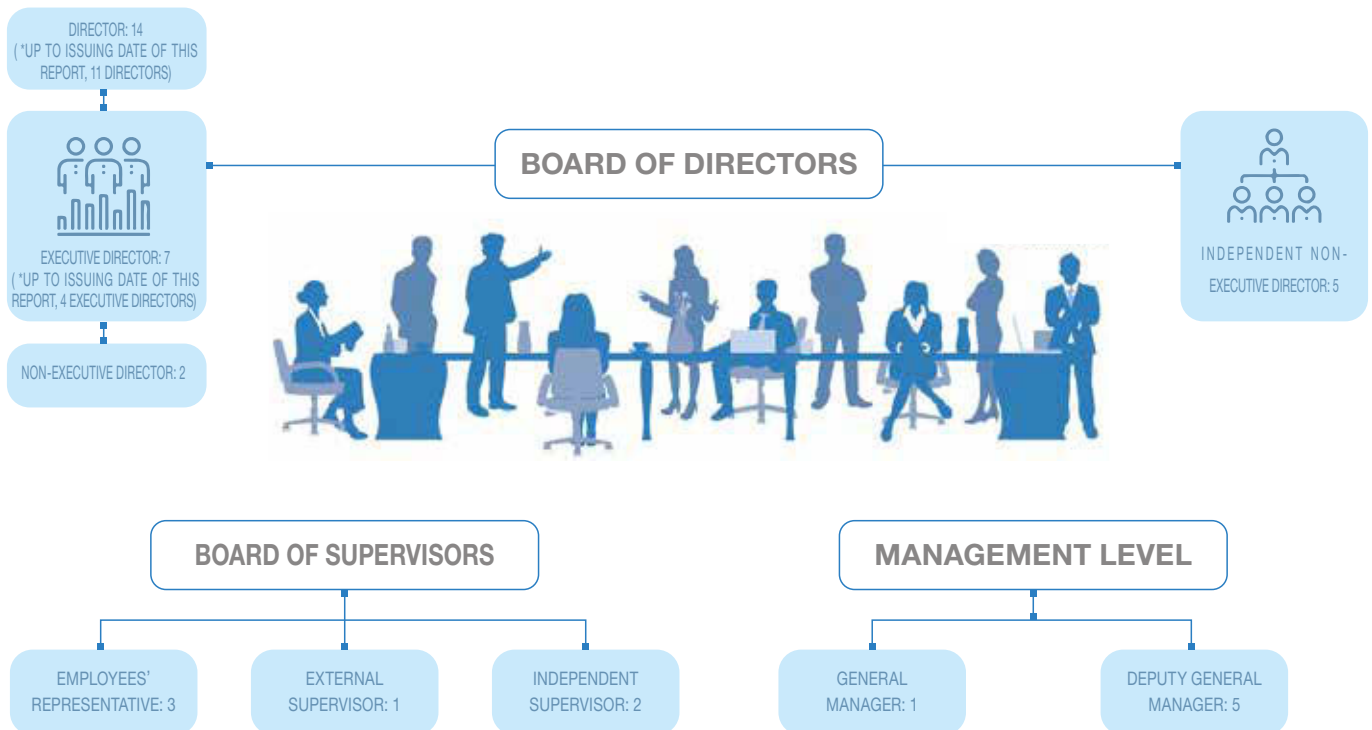 DIRECTOR: 14
( *UP TO ISSUING DATE OF THIS
REPORT, 11 DIRECTORS)
EXECUTIVE DIRECTOR: 7
( *UP TO ISSUING DATE OF THIS
REPORT, 4 EXECUTIVE DIRECTORS)
NON-EXECUTIVE DIRECTOR: 2
BOARD OF DIRECTORS
INDEPENDENT NON-
EXECUTIVE DIRECTOR: 5
BOARD OF SUPERVISORS
EMPLOYEES'
REPRESENTATIVE: 3
EXTERNAL
SUPERVISOR: 1
INDEPENDENT
SUPERVISOR: 2
MANAGEMENT LEVEL
GENERAL
MANAGER: 1
DEPUTY GENERAL
MANAGER: 5